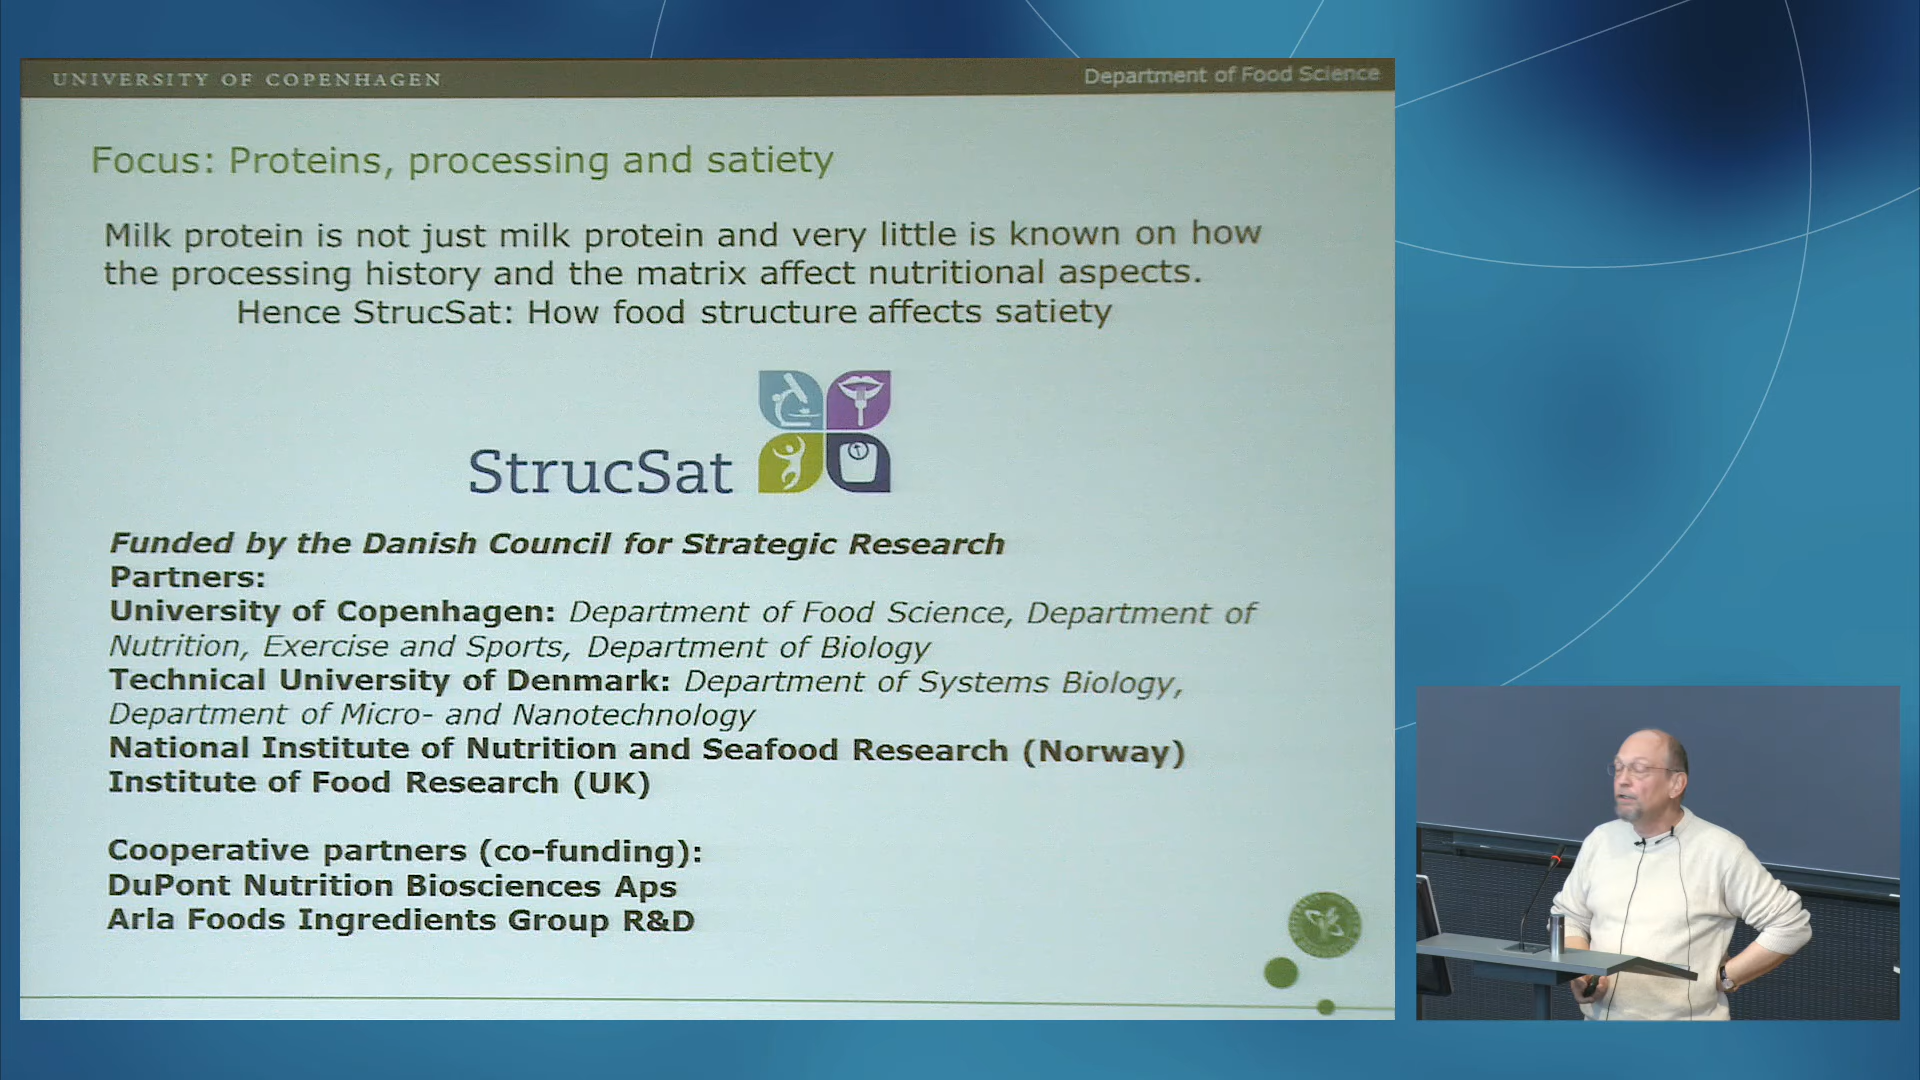 UNIVERSITY OF COPENHAGEN
Department of Food Science
Focus: Proteins, processing and satiety
Milk protein is not just milk protein and very little is known on how
the processing history and the matrix affect nutritional aspects.
Hence StrucSat: How food structure affects satiety
StrucSat
Funded by the Danish Council for Strategic Research
Partners:
University of Copenhagen: Department of Food Science, Department of
Nutrition, Exercise and Sports, Department of Biology
Technical University of Denmark: Department of Systems Biology,
Department of Micro- and Nanotechnology
National Institute of Nutrition and Seafood Research (Norway)
Institute of Food Research (UK)
Cooperative partners (co-funding):
DuPont Nutrition Biosciences Aps
Arla Foods Ingredients Group R&D